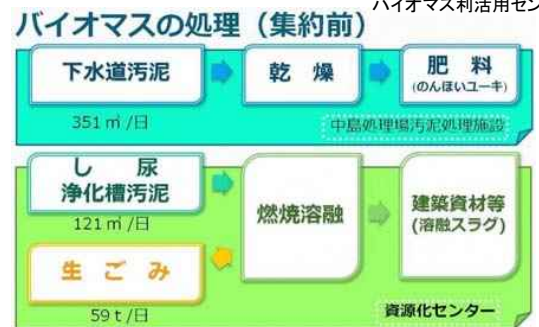 バイオマス利活用セン
バイオマスの処理（集約前）
下水道汚泥
乾　燥
肥　料
(のんほいユーキ)
351㎥/日
中島処理場汚泥処理施設
し　尿
浄化槽汚泥
121㎥/日
燃焼溶融
建築資材等
(溶融スラグ)
生　ご　み
59ｔ/日
資源化センター